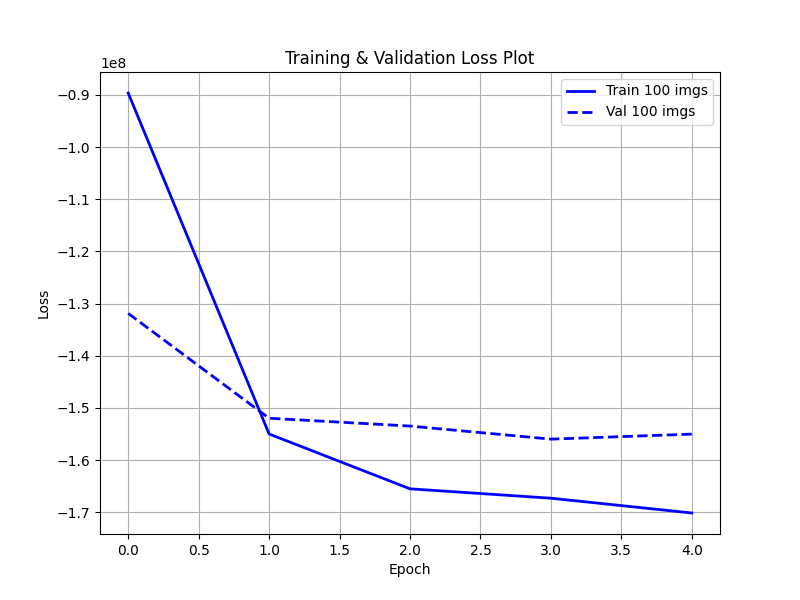 Training & Validation Loss Plot
1e8
Train 100 imgs
Val 100 imgs
−0.9
−1.0
−1.1
−1.2
−1.3
−1.4
−1.5
−1.6
−1.7
Loss
0.0 0.5 1.0 1.5 2.0 2.5 3.0 3.5 4.0
Epoch